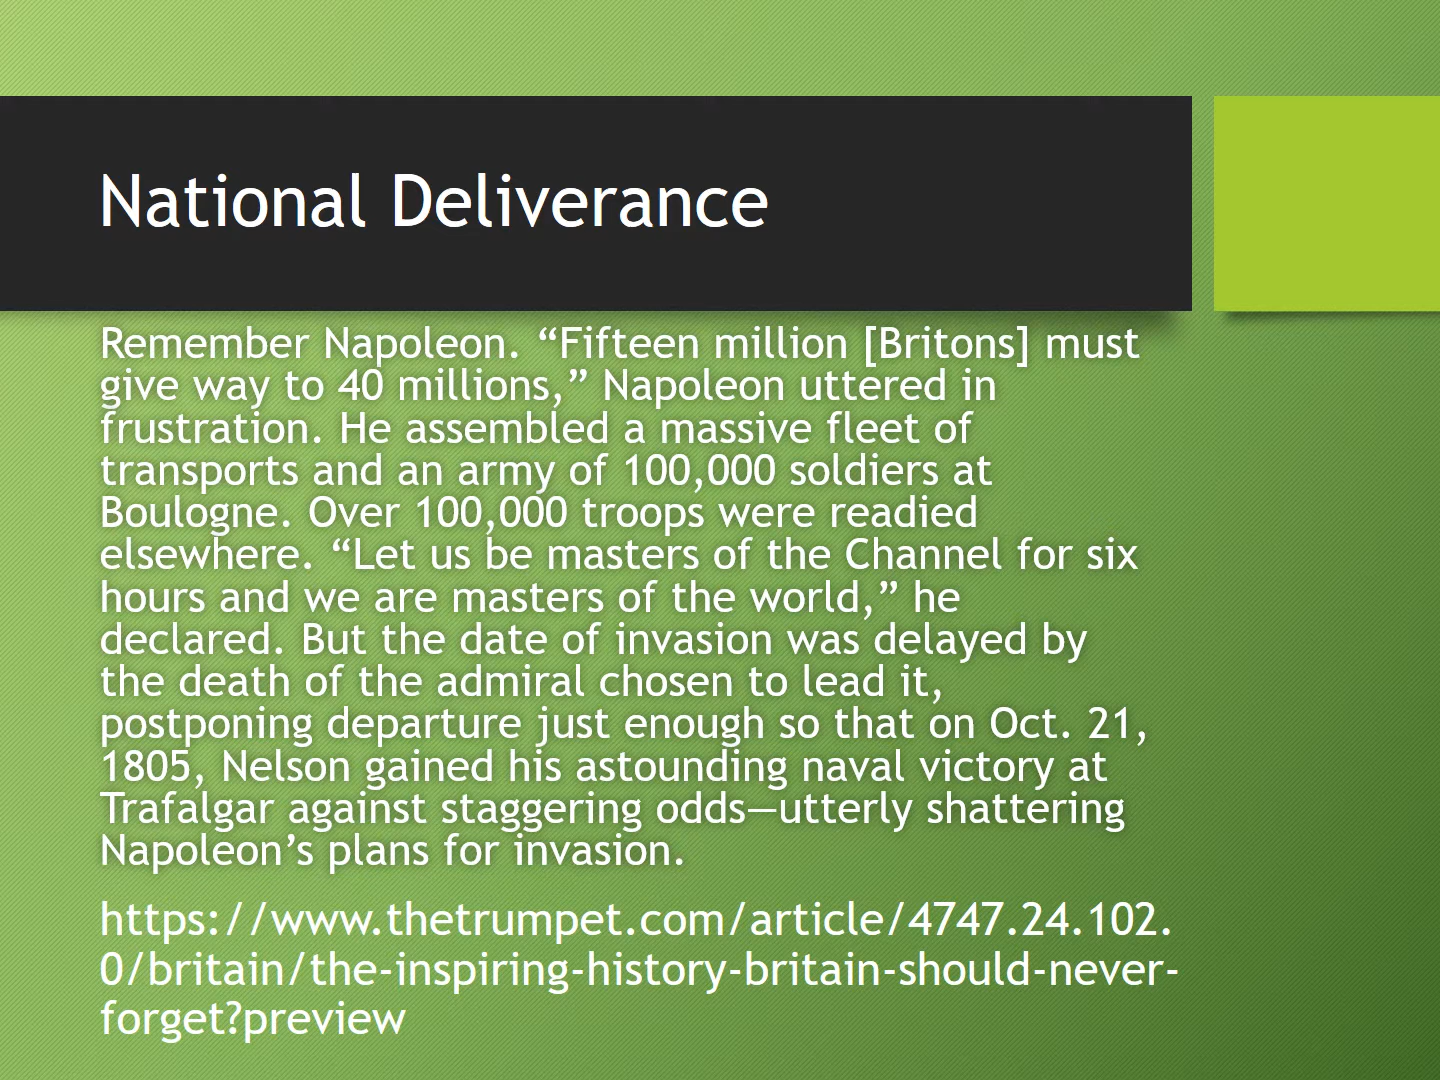 National Deliverance
Remember Napoleon. “Fifteen million [Britons] must
give way to 40 millions,” Napoleon uttered in
frustration. He assembled a massive fleet of
transports and an army of 100,000 soldiers at
Boulogne. Over 100,000 troops were readied
elsewhere. “Let us be masters of the Channel for six
hours and we are masters of the world,” he
declared. But the date of invasion was delayed by
the death of the admiral chosen to lead it,
postponing departure just enough so that on Oct. 21,
1805, Nelson gained his astounding naval victory at
Trafalgar against staggering odds—utterly shattering
Napoleon’s plans for invasion.
https://www.thetrumpet.com/article/4747.24.102.
0/britain/the-inspiring-history-britain-should-never-
forget?preview